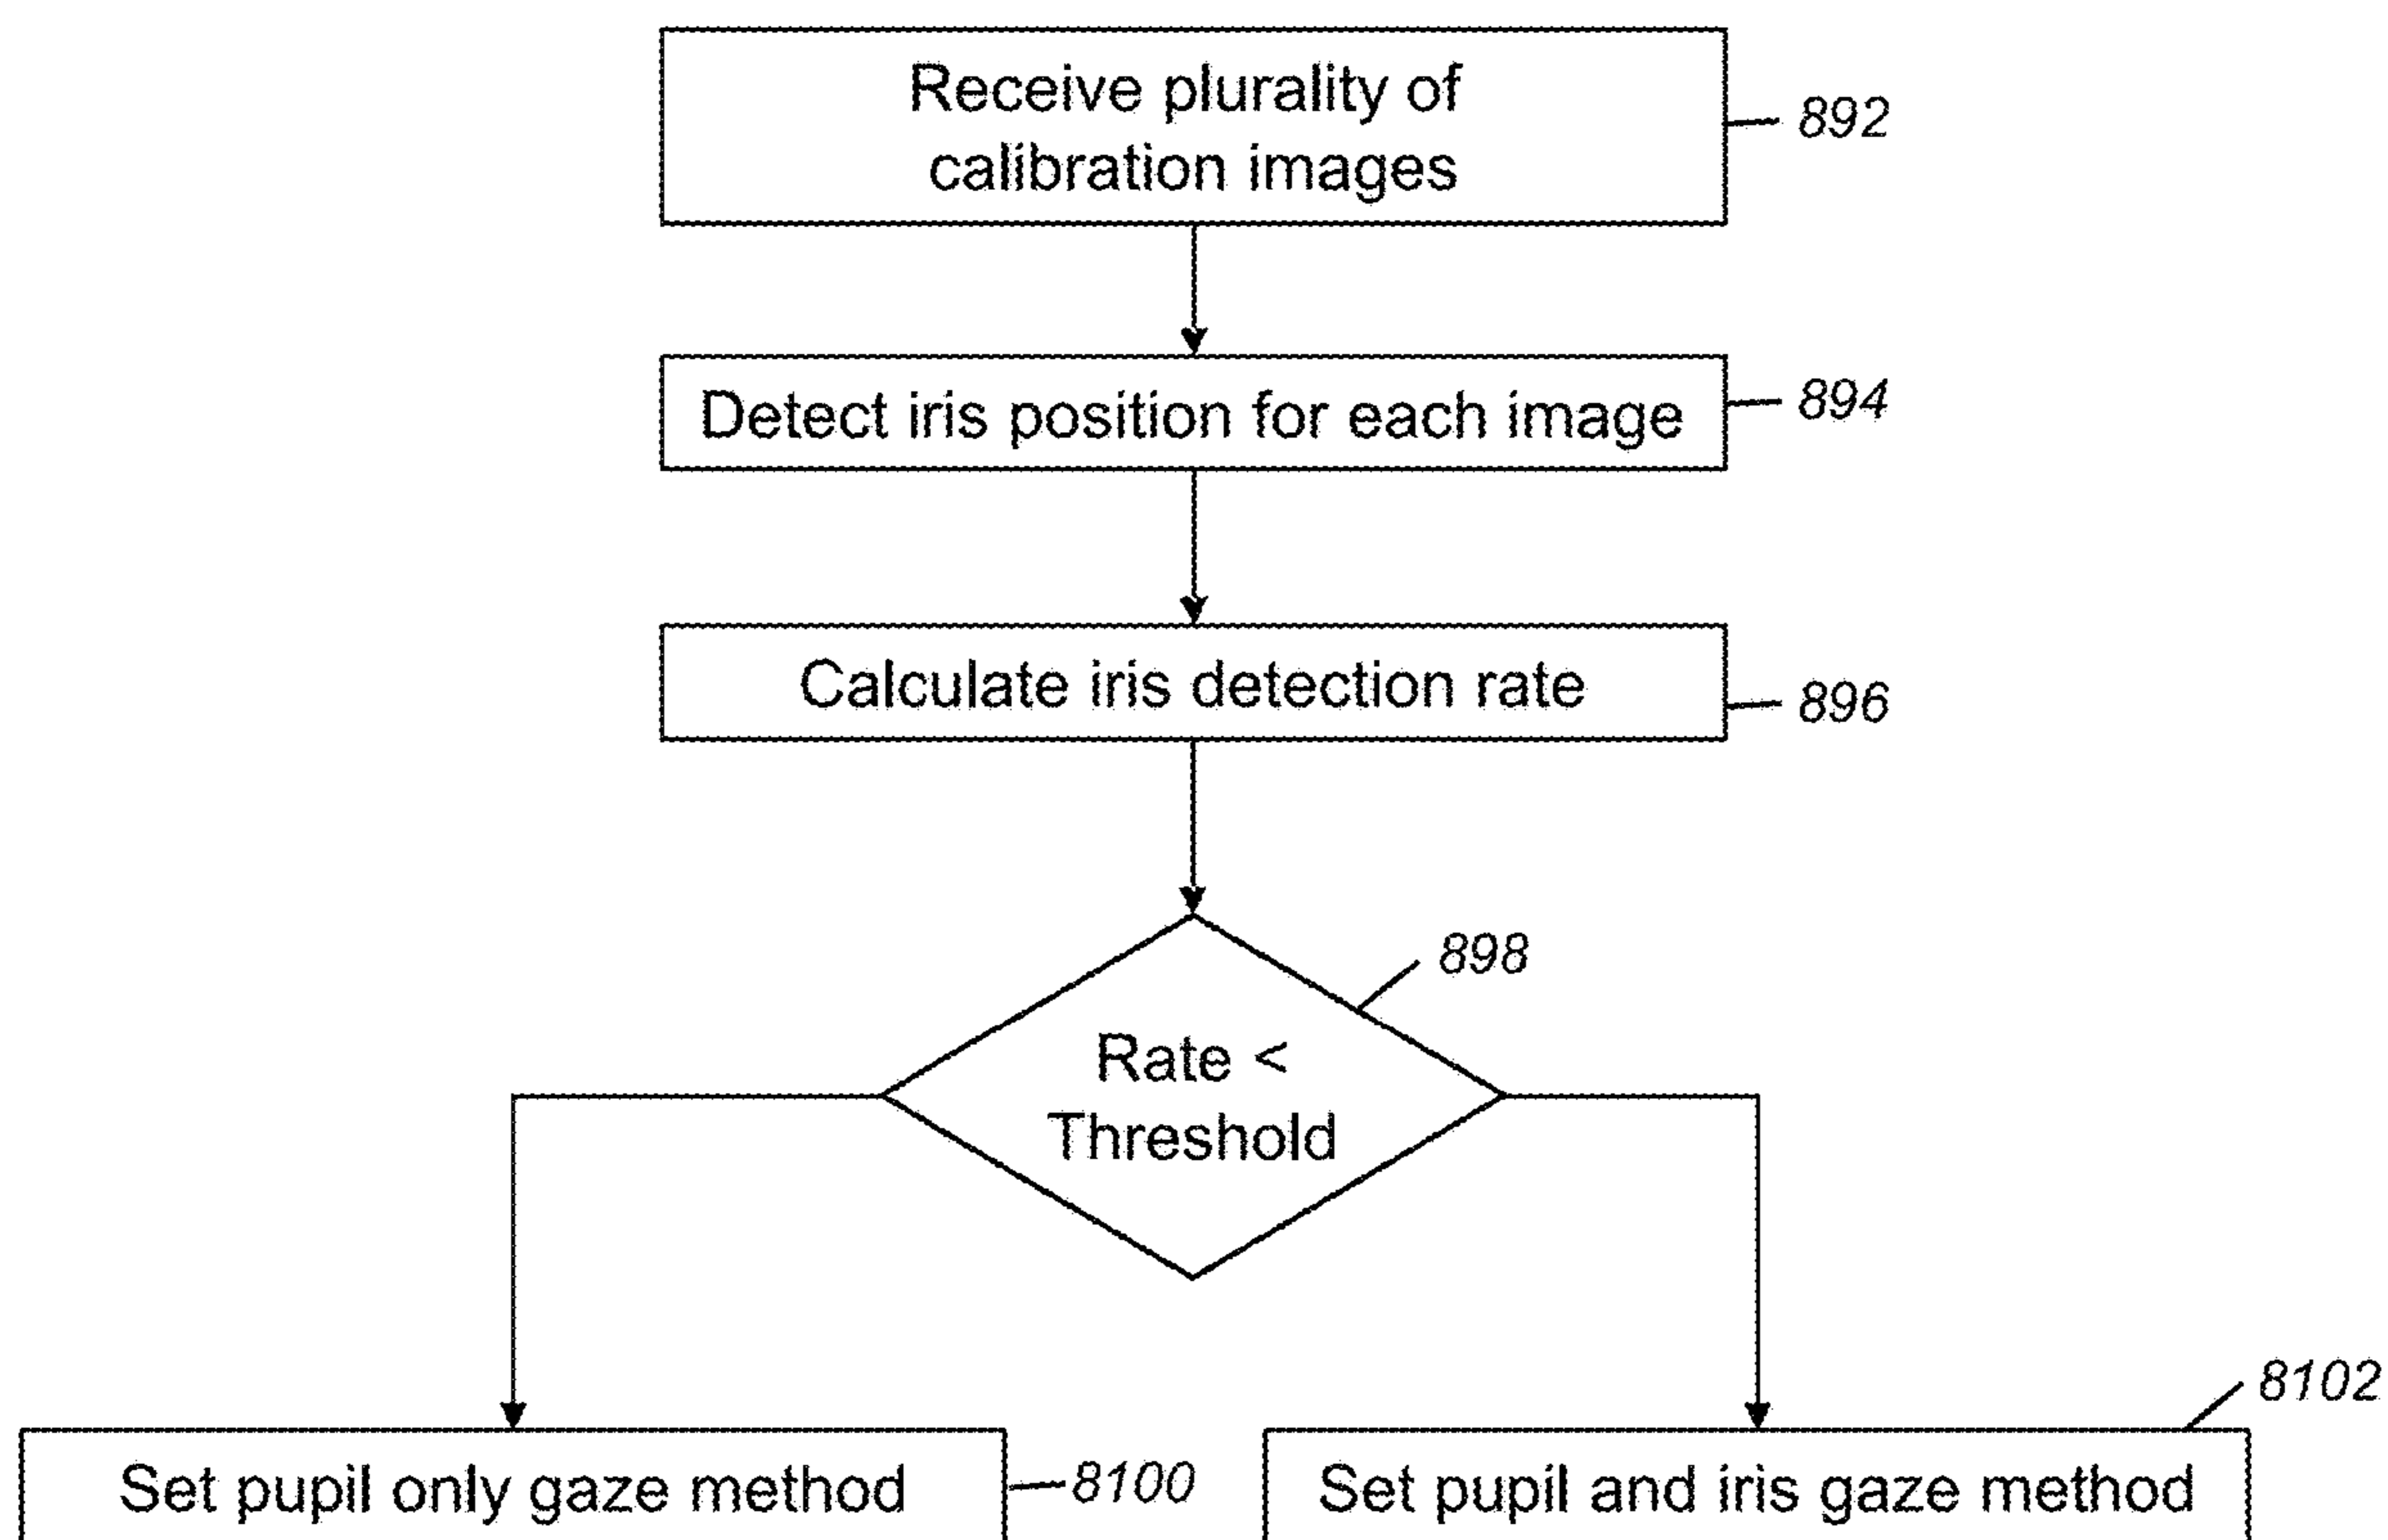 Receive plurality of
calibration images
892
Detect iris position for each image
894
Calculate iris detection rate
896
898
Rate <
Threshold
8102
Set pupil only gaze method
8100
Set pupil and iris gaze method